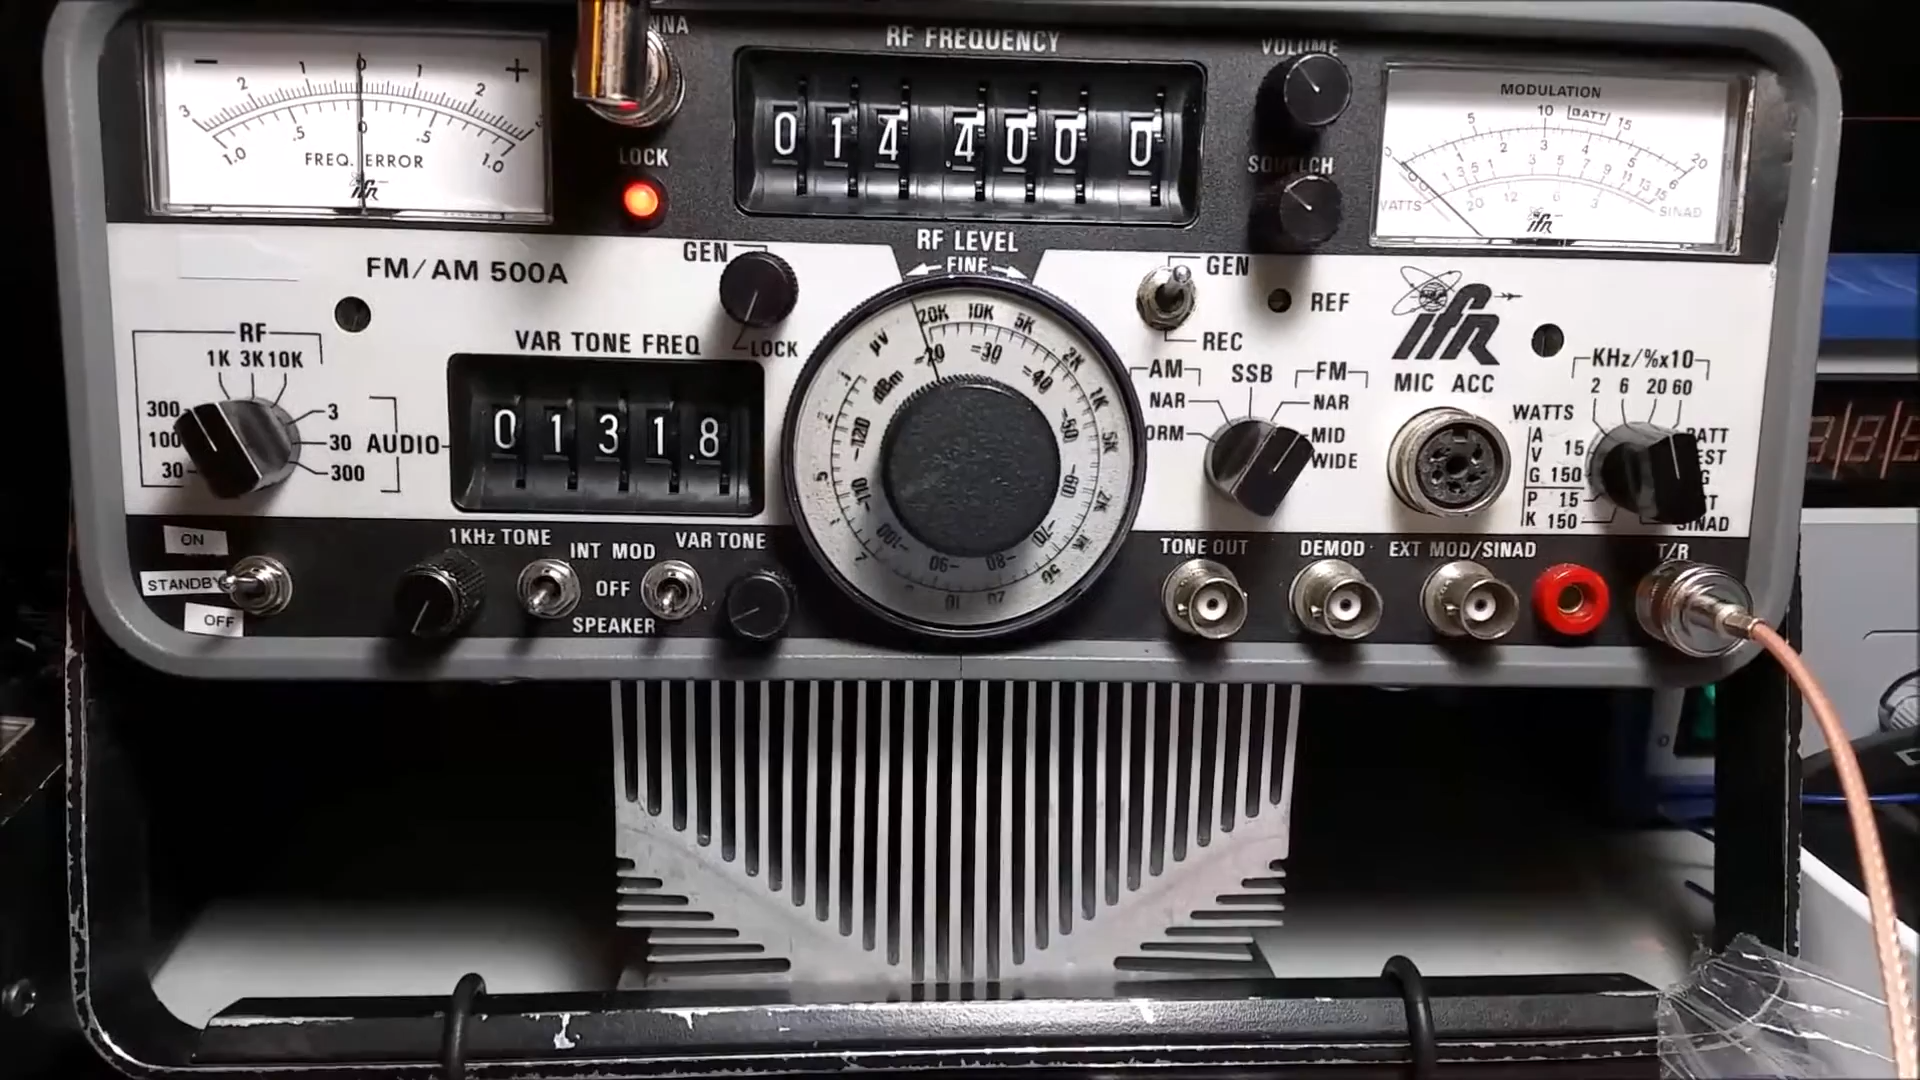 NNA
RF FREQUENCY
VOLUME
- +
3 2 1 0 1 2 3
1.0 .5 0 .5 1.0
FREQ. ERROR
ifr
LOCK
0 1 4 .4 0 0 0
SQUELCH
MODULATION
5 10 BATT 15 20
WATTS
SINAD
20 12 6 3
ifr
FM/AM 500A
GEN
LOCK
RF LEVEL
FINE
GEN
REC
REF
ifr
RF
1K 3K 10K
300
100
30
3
30
300
AUDIO
VAR TONE FREQ
0 1 3 1 .8
μV
dBm
20K 10K 5K 2K 1K
-20 -30 -40 -50 -60 -70 -80 -90 -100 -110 -120
AM
NAR
ORM
SSB
FM
NAR
MID
WIDE
MIC ACC
KHz/%x10
2 6 20 60
WATTS
A
V 15
G 150
P 15
K 150
BATT
EST
G
ST
SINAD
ON
STANDBY
OFF
1KHz TONE
INT MOD
OFF
SPEAKER
VAR TONE
TONE OUT
DEMOD
EXT MOD/SINAD
T/R